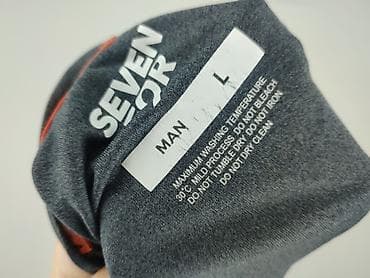 SEVEN
OR
MAN L
MAXIMUM WASHING TEMPERATURE
30°C MILD PROCESS DO NOT BLEACH
DO NOT TUMBLE DRY DO NOT IRON
DO NOT DRY CLEAN